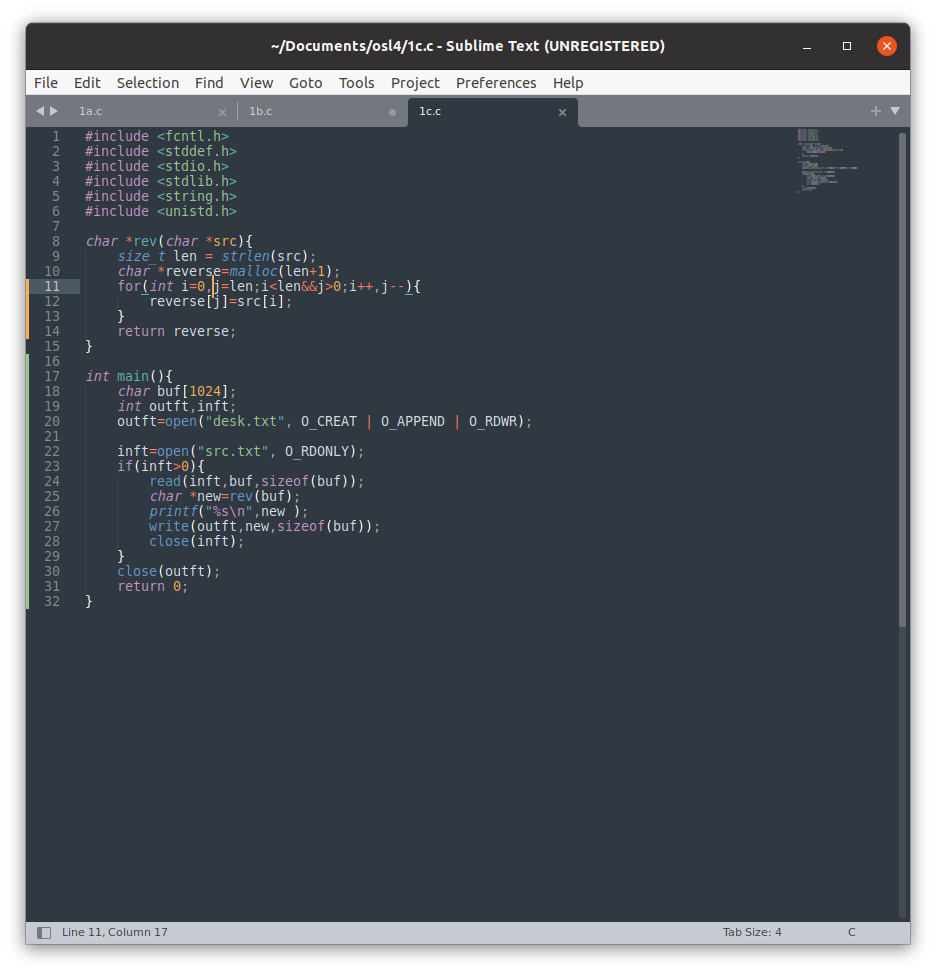 ~/Documents/osl4/1c.c - Sublime Text (UNREGISTERED)
File Edit Selection Find View Goto Tools Project Preferences Help
1a.c 1b.c 1c.c
1 #include <fcntl.h>
2 #include <stddef.h>
3 #include <stdio.h>
4 #include <stdlib.h>
5 #include <string.h>
6 #include <unistd.h>
7
8 char *rev(char *src){
9     size_t len = strlen(src);
10     char *reverse=malloc(len+1);
11     for(int i=0,j=len;i<len&&j>0;i++,j--){
12         reverse[j]=src[i];
13     }
14     return reverse;
15 }
16
17 int main(){
18     char buf[1024];
19     int outft,inft;
20     outft=open("desk.txt", O_CREAT | O_APPEND | O_RDWR);
21
22     inft=open("src.txt", O_RDONLY);
23     if(inft>0){
24         read(inft,buf,sizeof(buf));
25         char *new=rev(buf);
26         printf("%s\n",new );
27         write(outft,new,sizeof(buf));
28         close(inft);
29     }
30     close(outft);
31     return 0;
32 }
Line 11, Column 17 Tab Size: 4 C